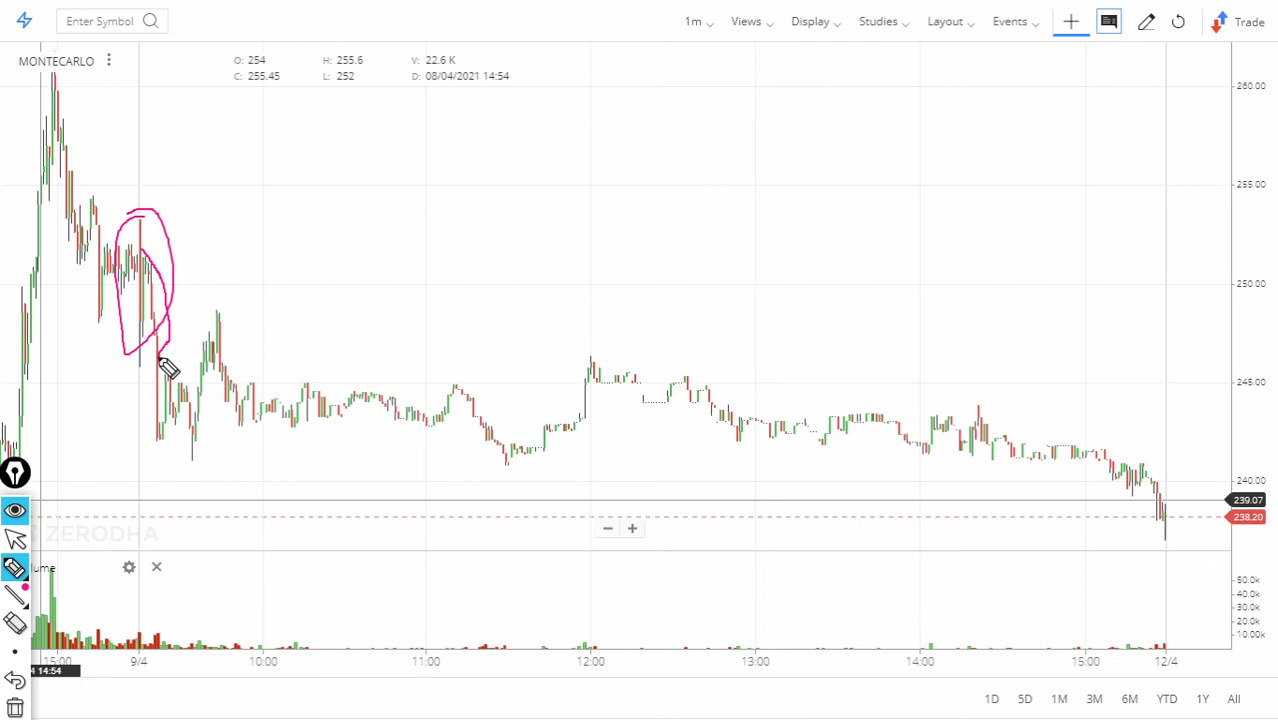 Enter Symbol 1m Views Display Studies Layout Events Trade
MONTECARLO O: 254 H: 255.6 V: 22.6 K
C: 255.45 L: 252 D: 08/04/2021 14:54
260.00
255.00
250.00
245.00
240.00
239.07
238.20
ZERODHA
ume
50.0k
40.0k
30.0k
20.0k
10.00k
15:00 9/4 10:00 11:00 12:00 13:00 14:00 15:00 12/4
4 14:54
1D 5D 1M 3M 6M YTD 1Y All